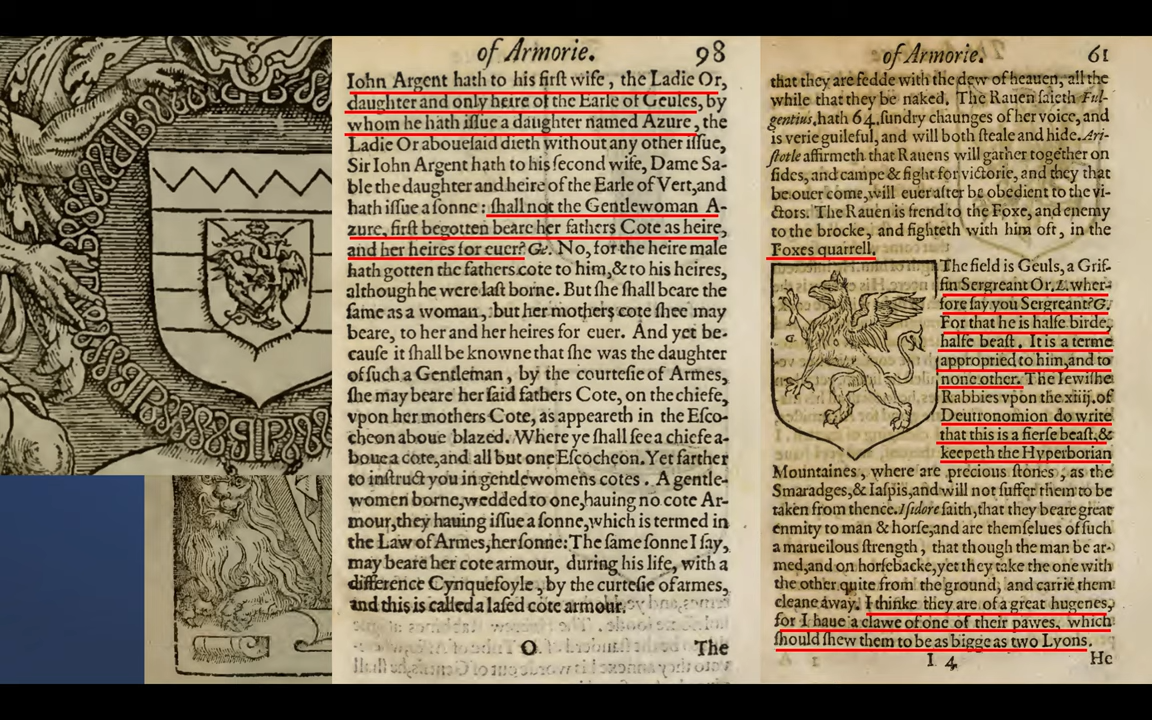 of Armorie. 98
Iohn Argent hath to his firſt wife, the Ladie Or,
daughter and only heire of the Earle of Geules, by
whom he hath iſſue a daughter named Azure, the
Ladie Or aboueſaid dieth without any other iſſue,
Sir Iohn Argent hath to his ſecond wife, Dame Sa-
ble the daughter and heire of the Earle of Vert, and
hath iſſue a ſonne: ſhall not the Gentlewoman A-
zure, firſt begotten beare her fathers Cote as heire,
and her heires for euer? G. No, for the heire male
hath gotten the fathers cote to him, & to his heires,
although he were laſt borne. But ſhe ſhall beare the
ſame as a woman, but her mothers cote ſhee may
beare, to her and her heires for euer. And yet be-
cauſe it ſhall be knowne that ſhe was the daughter
of ſuch a Gentleman, by the courteſie of Armes,
ſhe may beare her ſaid fathers Cote, on the chiefe,
vpon her mothers Cote, as appeareth in the Eſco-
cheon aboue blazed. Where ye ſhall ſee a chiefe a-
boue a cote, and all but one Eſcocheon. Yet farther
to inſtruct you in gentlewomens cotes. A gentle-
women borne, wedded to one, hauing no cote Ar-
mour, they hauing iſſue a ſonne, which is termed in
the Law of Armes, her ſonne: The ſame ſonne I ſay,
may beare her cote armour, during his life, with a
difference Cynquefoyle, by the curteſie of armes,
and this is called a laſed cote armour.
O The
of Armorie. 61
that they are fedde with the dew of heauen, all the
while that they be naked. The Rauen ſaieth Ful-
gentius, hath 64. ſundry chaunges of her voice, and
is verie guileful, and will both ſteale and hide. Ari-
ſtotle affirmeth that Rauens will gather together on
ſides, and campe & fight for victorie, and they that
be ouer come, will euer after be obedient to the vi-
ctors. The Rauen is frend to the Foxe, and enemy
to the brocke, and fighteth with him oft, in the
Foxes quarrell.
The field is Geuls, a Grif-
fin Sergreant Or. L. wher-
fore ſay you Sergreant? G.
For that he is halfe birde,
halfe beaſt. It is a terme
appropried to him, and to
none other. The Iewiſhe
Rabbies vpon the xiiij. of
Deutronomion do write
that this is a fierſe beaſt, &
keepeth the Hyperborian
Mountaines, where are precious ſtones, as the
Smaradges, & Iaſpis, and will not ſuffer them to be
taken from thence. Iſidore ſaith, that they beare great
enmity to man & horſe, and are themſelues of ſuch
a marueilous ſtrength, that though the man be ar-
med, and on horſebacke, yet they take the one with
the other quite from the ground, and carrie them
cleane away. I thinke they are of a great hugenes,
for I haue a clawe of one of their pawes, which
ſhould ſhew them to be as bigge as two Lyons.
I 4 He